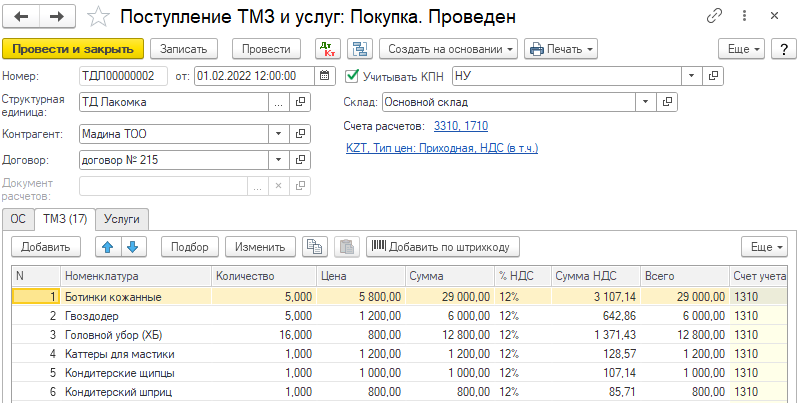 Поступление ТМЗ и услуг: Покупка. Проведен
Провести и закрыть Записать Провести Дт Кт Создать на основании Печать Еще ?
Номер: ТДЛ00000002 от: 01.02.2022 12:00:00 Учитывать КПН НУ
Структурная единица: ТД Лакомка ... Склад: Основной склад
Контрагент: Мадина ТОО Счета расчетов: 3310, 1710
Договор: договор № 215 KZT, Тип цен: Приходная, НДС (в т.ч.)
Документ расчетов: ...
ОС ТМЗ (17) Услуги
Добавить Подбор Изменить Добавить по штрихкоду Еще
N Номенклатура Количество Цена Сумма % НДС Сумма НДС Всего Счет учета
1 Ботинки кожанные 5,000 5 800,00 29 000,00 12% 3 107,14 29 000,00 1310
2 Гвоздодер 5,000 1 200,00 6 000,00 12% 642,86 6 000,00 1310
3 Головной убор (ХБ) 16,000 800,00 12 800,00 12% 1 371,43 12 800,00 1310
4 Каттеры для мастики 1,000 1 200,00 1 200,00 12% 128,57 1 200,00 1310
5 Кондитерские щипцы 1,000 1 000,00 1 000,00 12% 107,14 1 000,00 1310
6 Кондитерский шприц 1,000 800,00 800,00 12% 85,71 800,00 1310